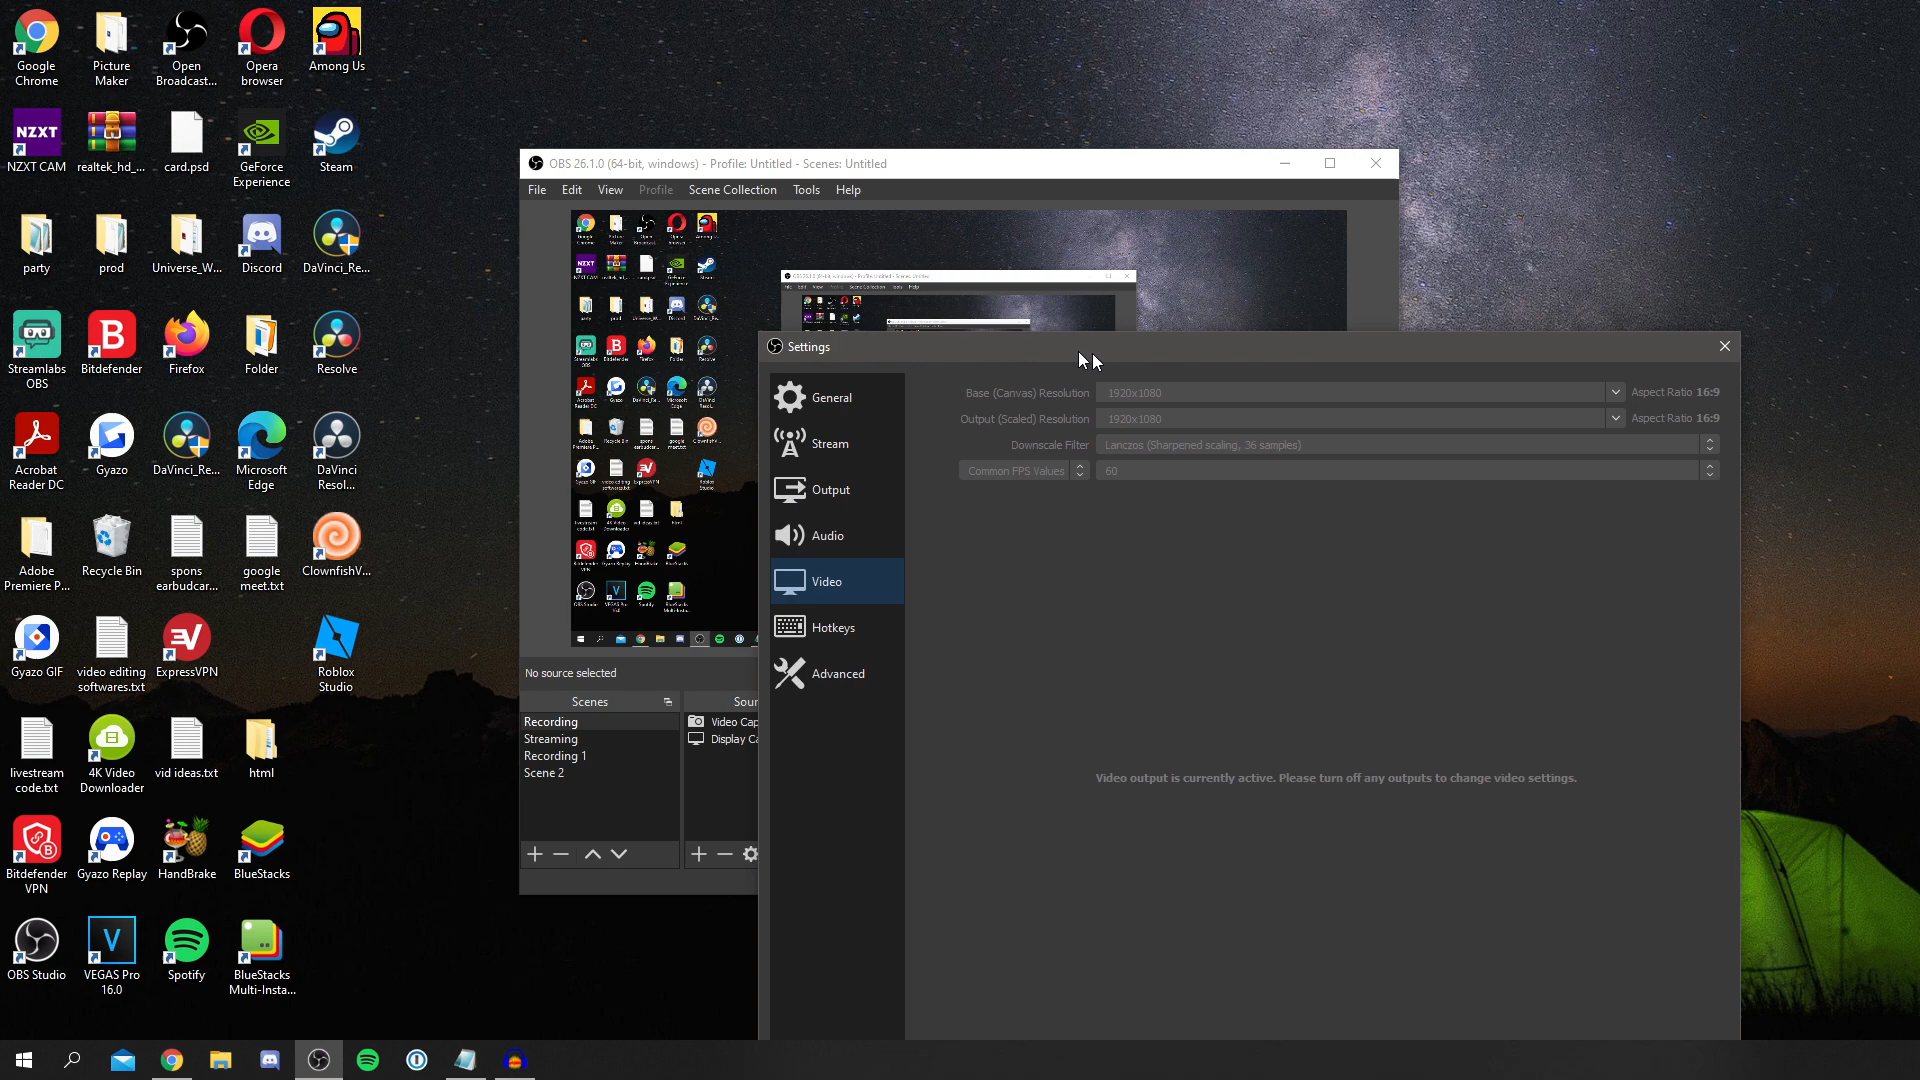 Google
Chrome
Picture
Maker
Open
Broadcast...
Opera
browser
Among Us
NZXT
NZXT CAM
realtek_hd_...
card.psd
GeForce
Experience
Steam
party
prod
Universe_W...
Discord
DaVinci_Re...
Streamlabs
OBS
Bitdefender
Firefox
Folder
Resolve
Acrobat
Reader DC
Gyazo
DaVinci_Re...
Microsoft
Edge
DaVinci
Resol...
Adobe
Premiere P...
Recycle Bin
spons
earbudcar...
google
meet.txt
ClownfishV...
Gyazo GIF
video editing
softwares.txt
ExpressVPN
Roblox
Studio
livestream
code.txt
4K Video
Downloader
vid ideas.txt
html
Bitdefender
VPN
Gyazo Replay
HandBrake
BlueStacks
OBS Studio
VEGAS Pro
16.0
Spotify
BlueStacks
Multi-Insta...
OBS 26.1.0 (64-bit, windows) - Profile: Untitled - Scenes: Untitled
File Edit View Profile Scene Collection Tools Help
No source selected
Scenes
Recording
Streaming
Recording 1
Scene 2
Sour
Video Cap
Display Ca
Settings
General
Stream
Output
Audio
Video
Hotkeys
Advanced
Base (Canvas) Resolution 1920x1080 Aspect Ratio 16:9
Output (Scaled) Resolution 1920x1080 Aspect Ratio 16:9
Downscale Filter Lanczos (Sharpened scaling, 36 samples)
Common FPS Values 60
Video output is currently active. Please turn off any outputs to change video settings.